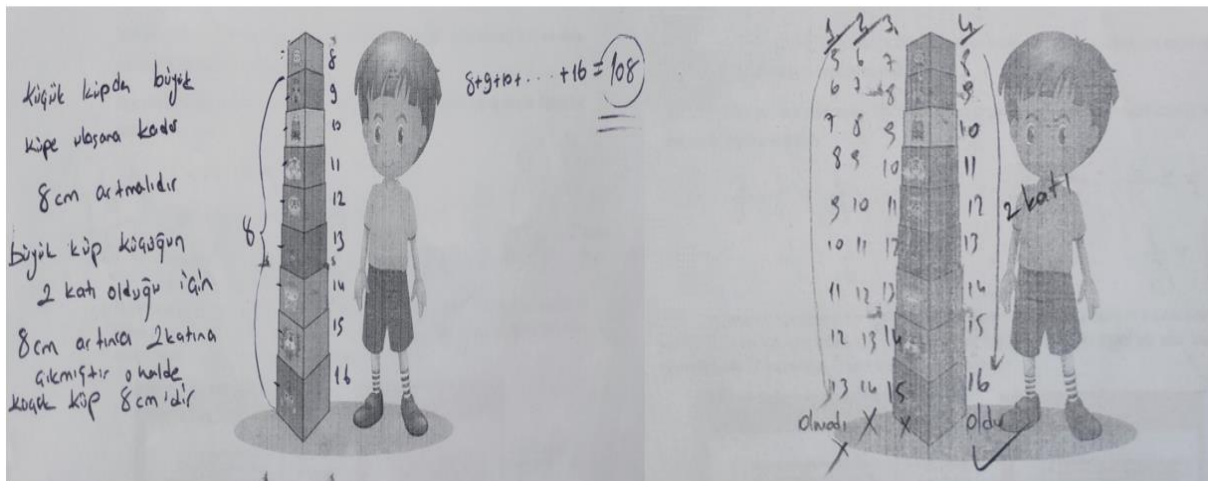 küçük küpden büyük
küpe ulaşana kadar
8 cm artmalıdır
büyük küp küçüğün
2 katı olduğu için
8 cm artınca 2 katına
çıkmıştır o halde
küçük küp 8 cm'dir
8
8
9
10
11
12
13
14
15
16
8+9+10+.....+16=108
1 2 3 4
5 6 7 8
6 7 8 9
7 8 9 10
8 9 10 11
9 10 11 12
10 11 12 13
11 12 13 14
12 13 14 15
13 14 15 16
2 katı
olmadı X X oldu
X